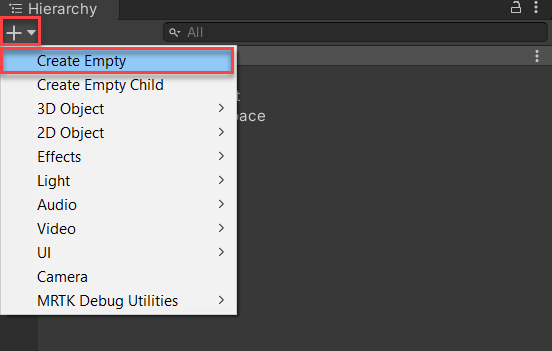 Hierarchy
All
Create Empty
Create Empty Child
3D Object
2D Object
Effects
Light
Audio
Video
UI
Camera
MRTK Debug Utilities